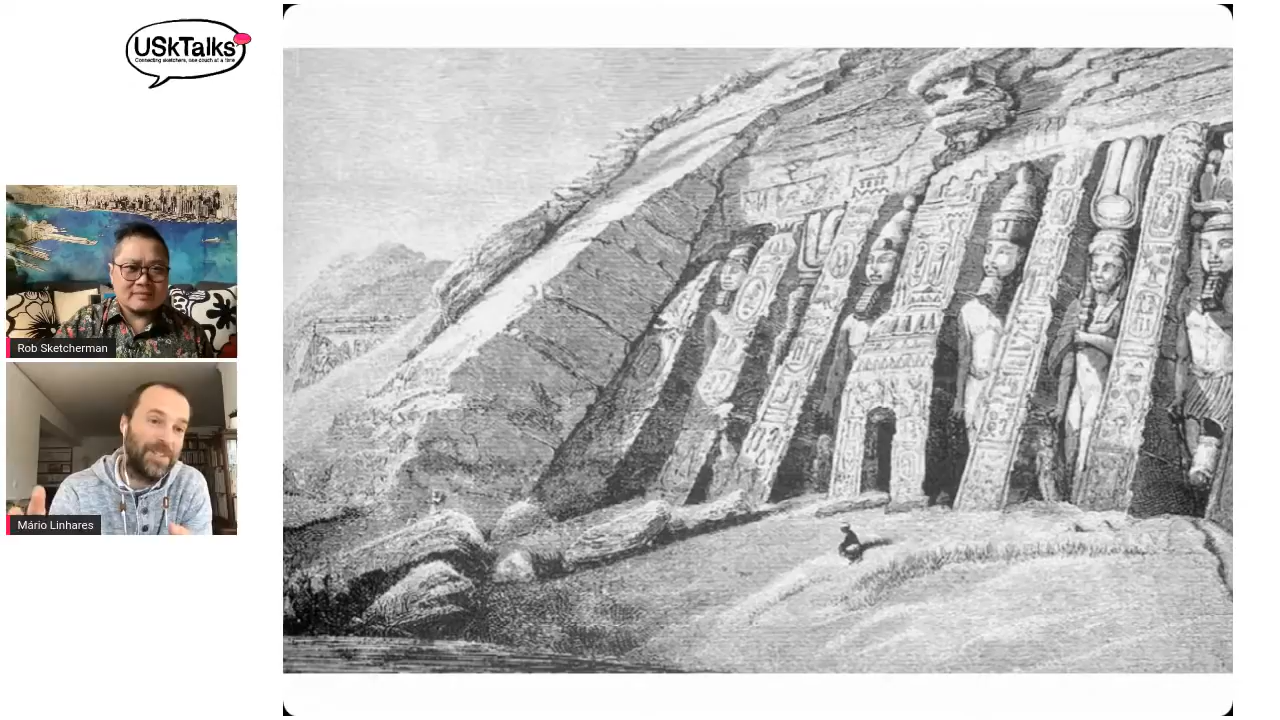 USkTalks
Connecting sketchers, one couch at a time
Rob Sketcherman
Mário Linhares